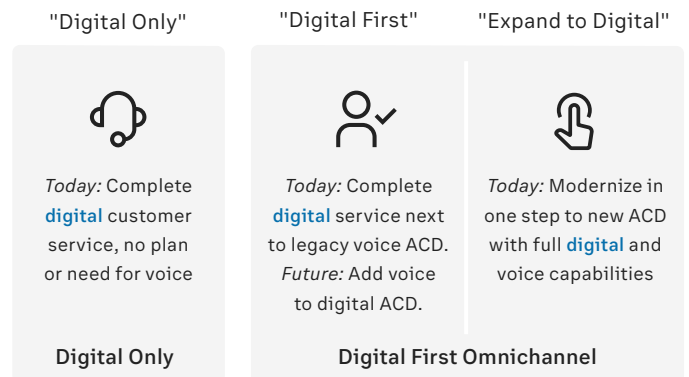 "Digital Only"
Today: Complete
digital customer
service, no plan
or need for voice
Digital Only
"Digital First"
Today: Complete
digital service next
to legacy voice ACD.
Future: Add voice
to digital ACD.
"Expand to Digital"
Today: Modernize in
one step to new ACD
with full digital and
voice capabilities
Digital First Omnichannel